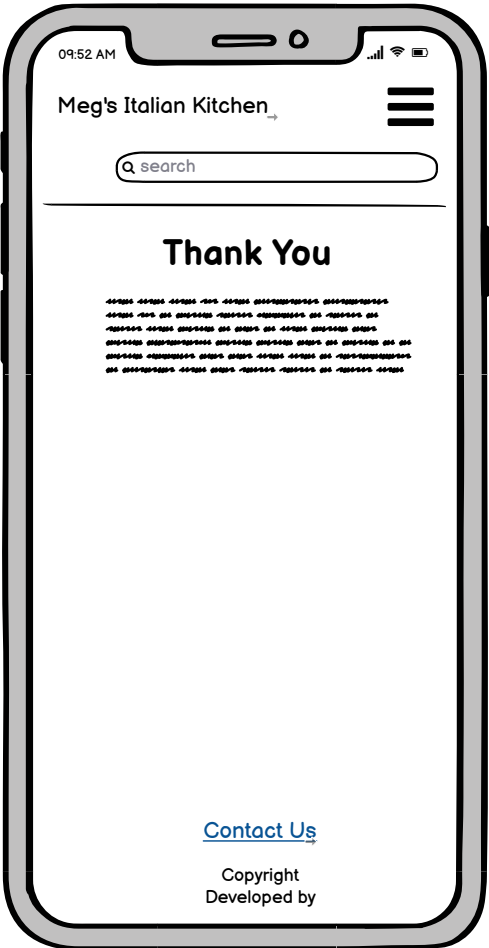 09:52 AM
Meg's Italian Kitchen
search
Thank You
Contact Us
Copyright
Developed by